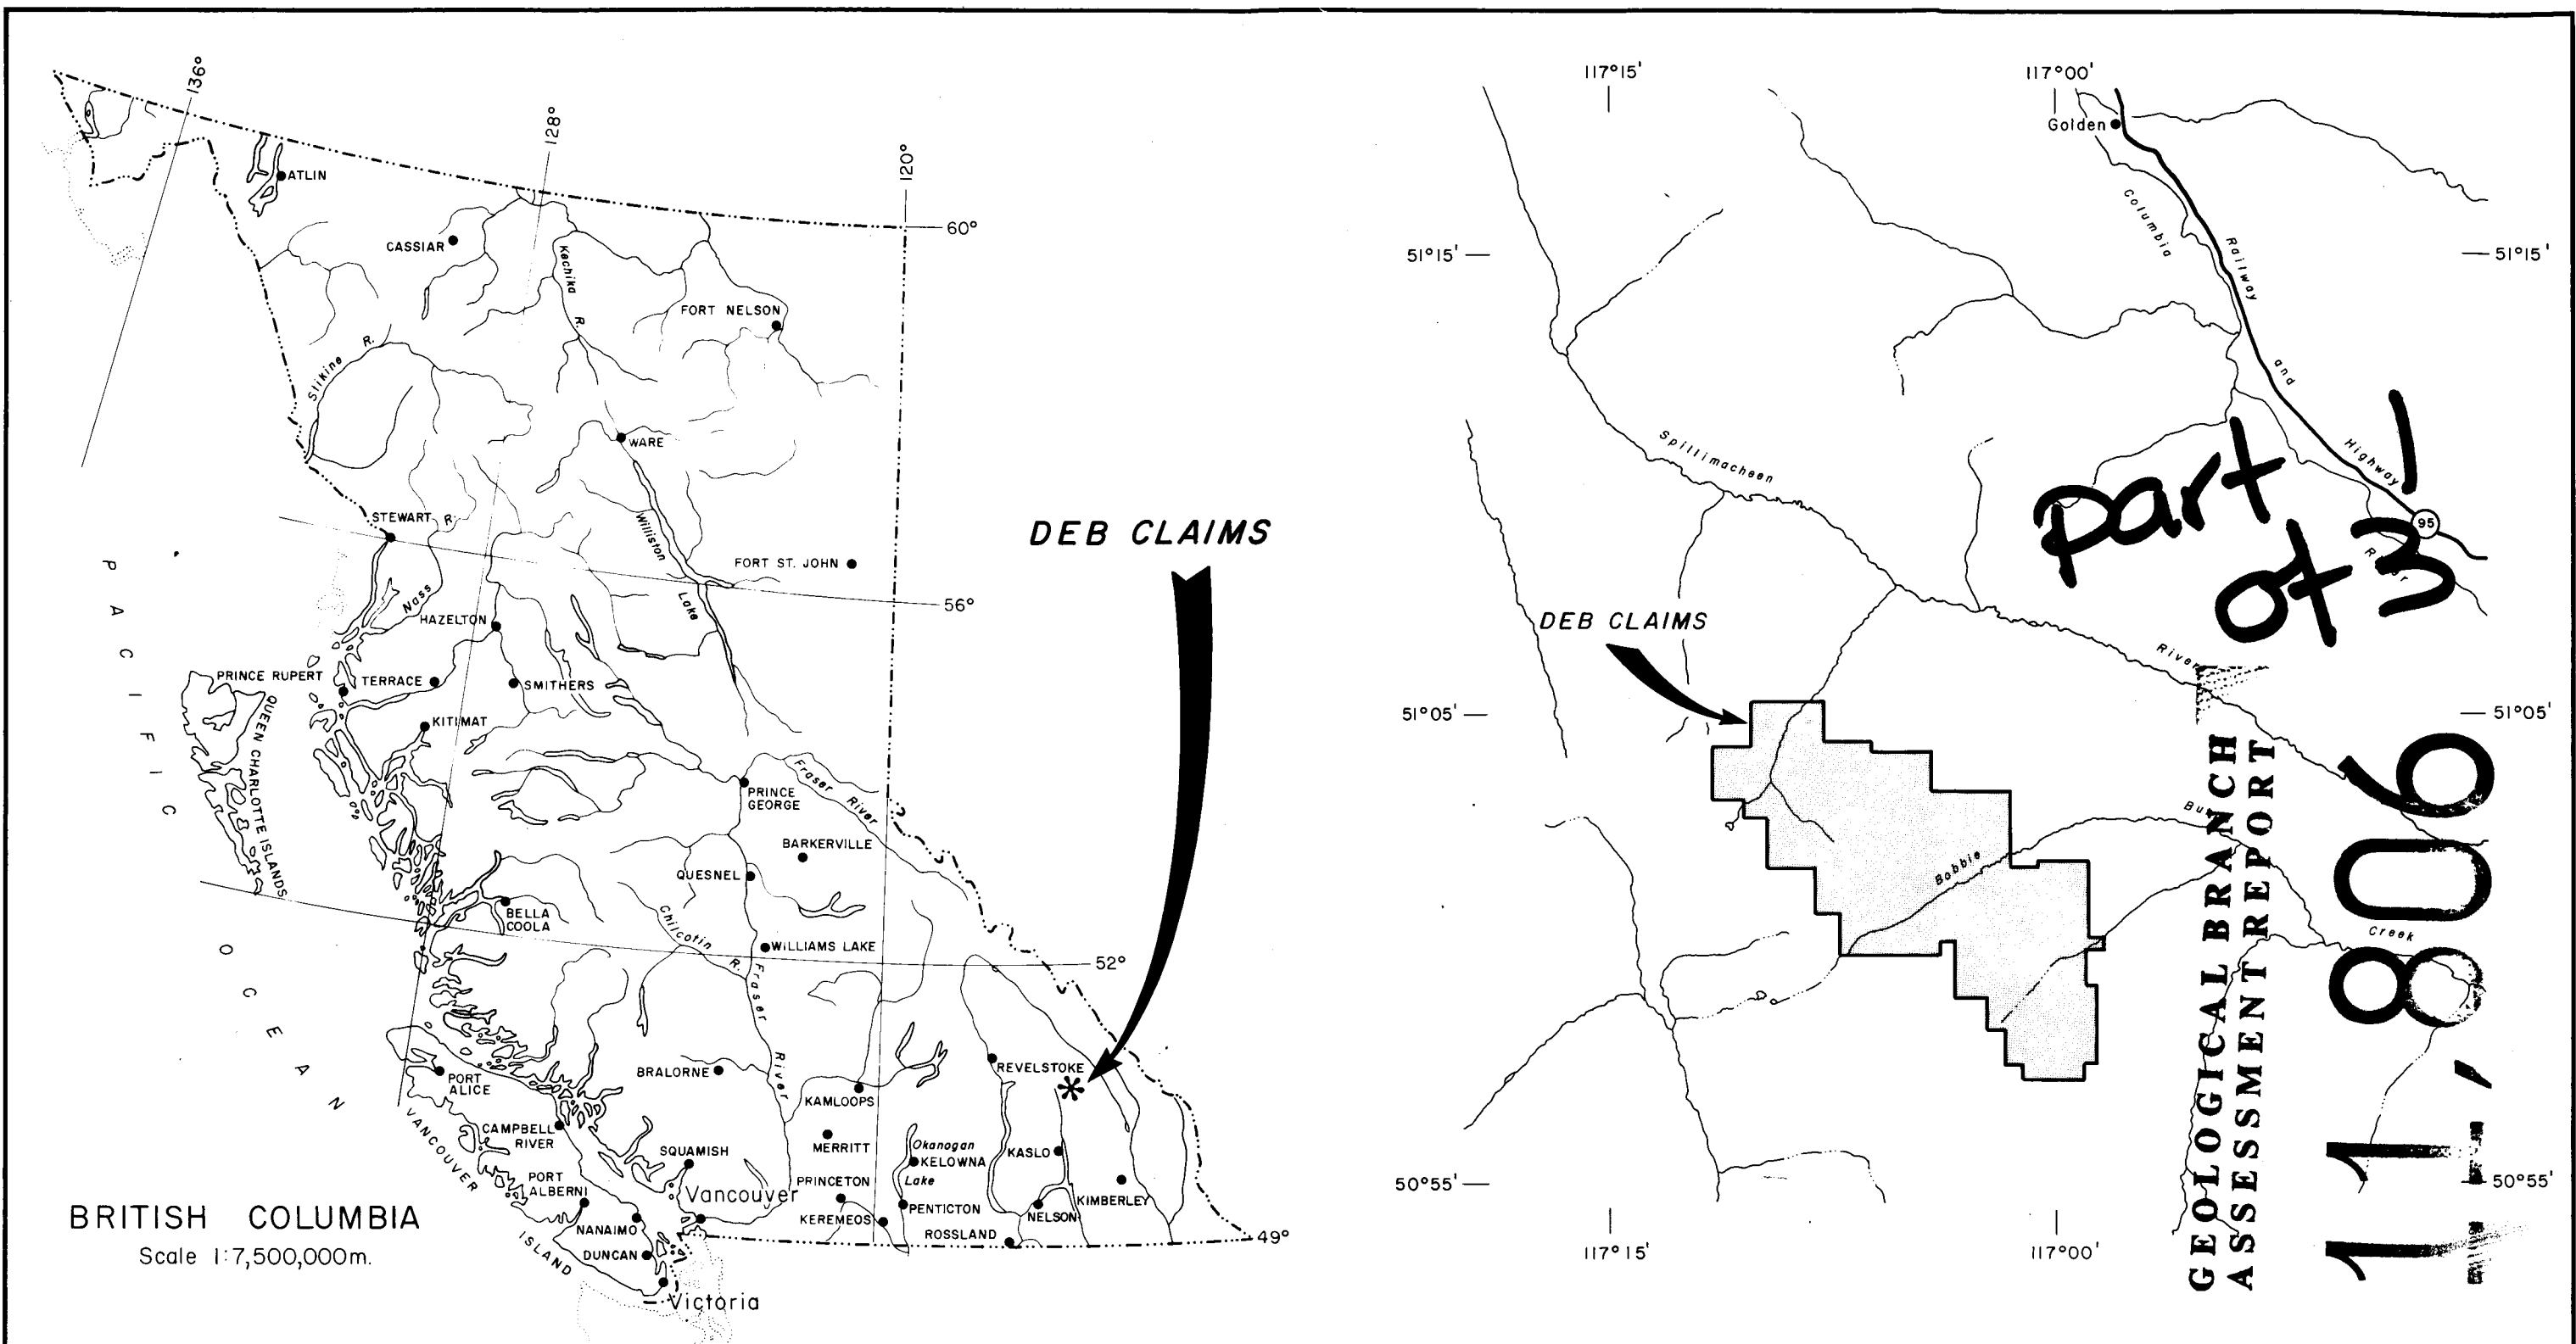 136°
128°
120°
ATLIN
CASSIAR
Kechika
R.
60°
FORT NELSON
Stikine R.
WARE
STEWART
R.
Williston
Lake
FORT ST. JOHN
56°
Nass
HAZELTON
PRINCE RUPERT
TERRACE
SMITHERS
KITIMAT
QUEEN CHARLOTTE ISLANDS
PACIFIC
OCEAN
PRINCE
GEORGE
Fraser River
BARKERVILLE
QUESNEL
BELLA
COOLA
Chilcotin
R.
WILLIAMS LAKE
52°
Fraser
River
DEB CLAIMS
REVELSTOKE
*
BRALORNE
KAMLOOPS
PORT
ALICE
VANCOUVER
ISLAND
CAMPBELL
RIVER
MERRITT
Okanogan
Lake
KELOWNA
KASLO
SQUAMISH
PORT
ALBERNI
Vancouver
PRINCETON
PENTICTON
KIMBERLEY
KEREMEOS
NELSON
NANAIMO
ROSSLAND
49°
DUNCAN
Victoria
BRITISH COLUMBIA
Scale 1:7,500,000m.
117°15'
117°00'
Golden
Columbia
Railway
and
Highway
95
51°15'
51°15'
Spillimacheen
River
part 1
of 3
DEB CLAIMS
51°05'
51°05'
Bobbie
Creek
50°55'
50°55'
117°15'
117°00'
GEOLOGICAL BRANCH
ASSESSMENT REPORT
11,806